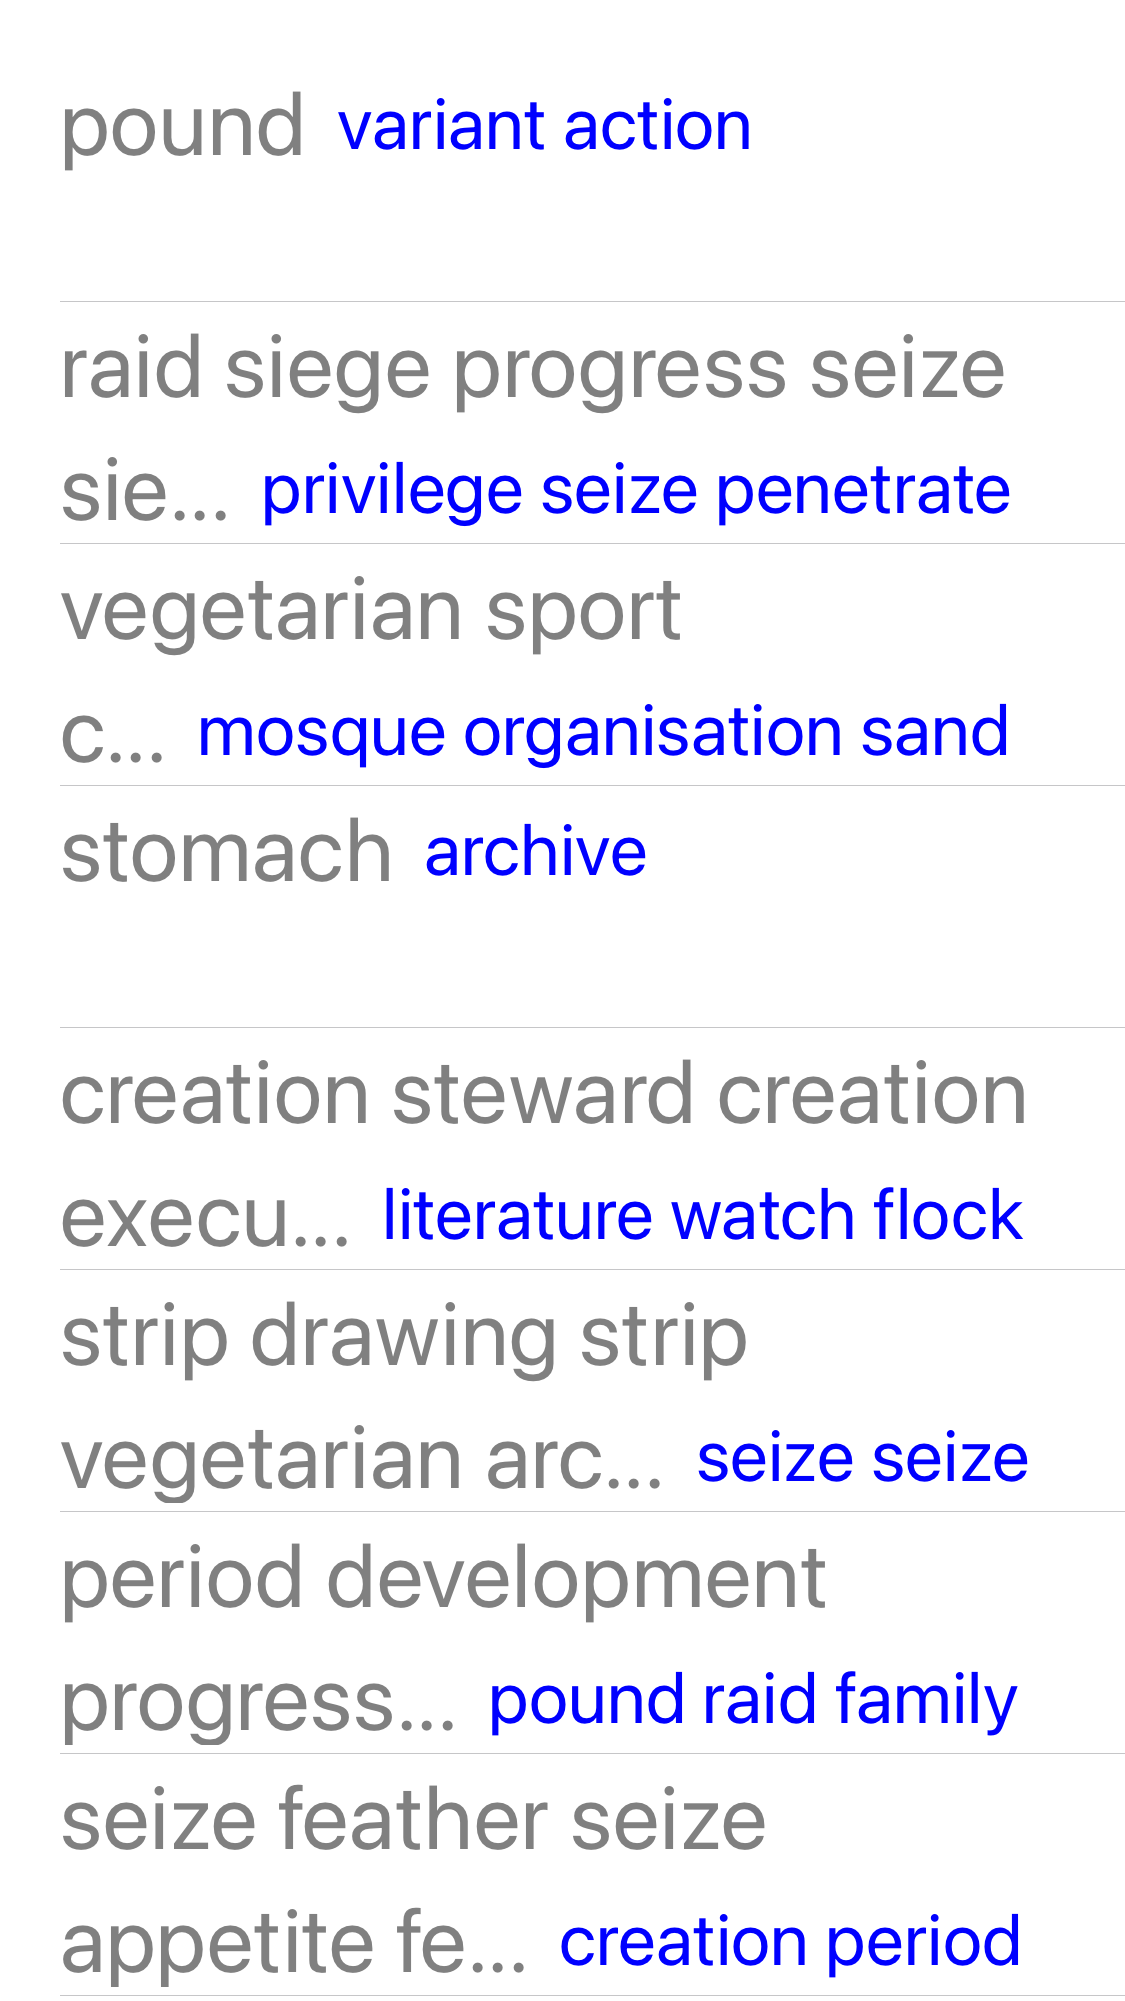 pound variant action
raid siege progress seize
sie... privilege seize penetrate
vegetarian sport
c... mosque organisation sand
stomach archive
creation steward creation
execu... literature watch flock
strip drawing strip
vegetarian arc... seize seize
period development
progress... pound raid family
seize feather seize
appetite fe... creation period